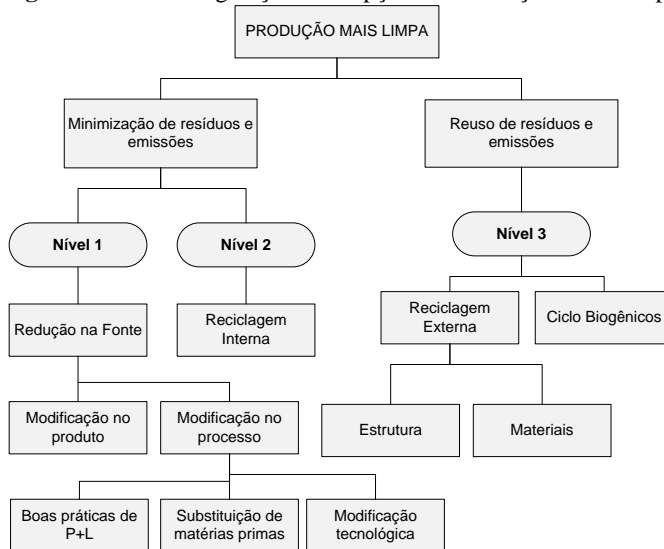 PRODUÇÃO MAIS LIMPA
Minimização de resíduos e
emissões
Reuso de resíduos e
emissões
Nível 1
Nível 2
Nível 3
Redução na Fonte
Reciclagem
Interna
Reciclagem
Externa
Ciclo Biogênicos
Modificação no
produto
Modificação no
processo
Estrutura
Materiais
Boas práticas de
P+L
Substituição de
matérias primas
Modificação
tecnológica